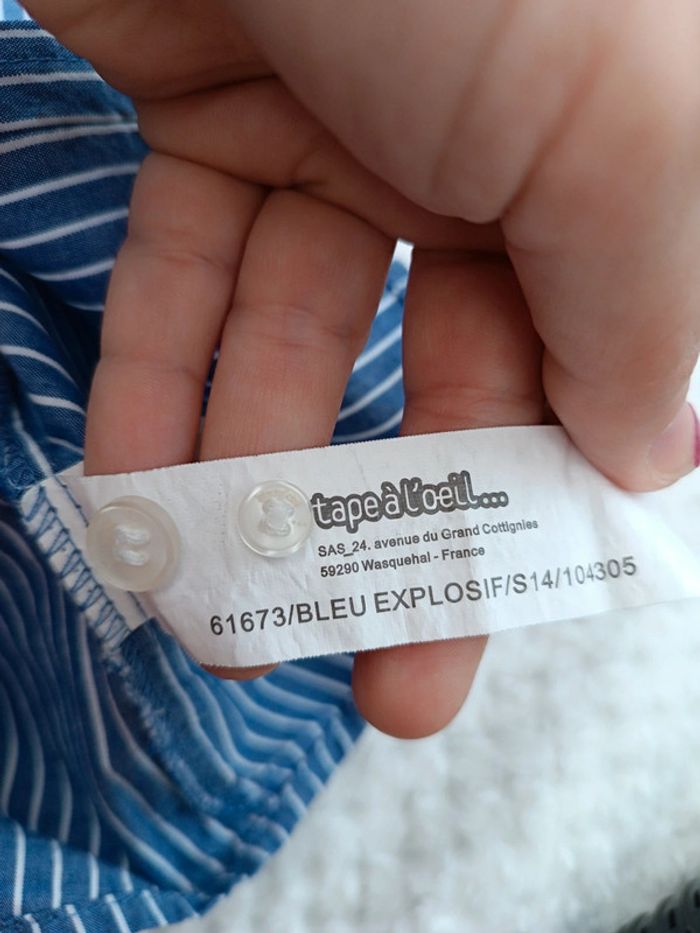 tape à l'oeil...
SAS_24. avenue du Grand Cottignies
59290 Wasquehal - France
61673/BLEU EXPLOSIF/S14/104305